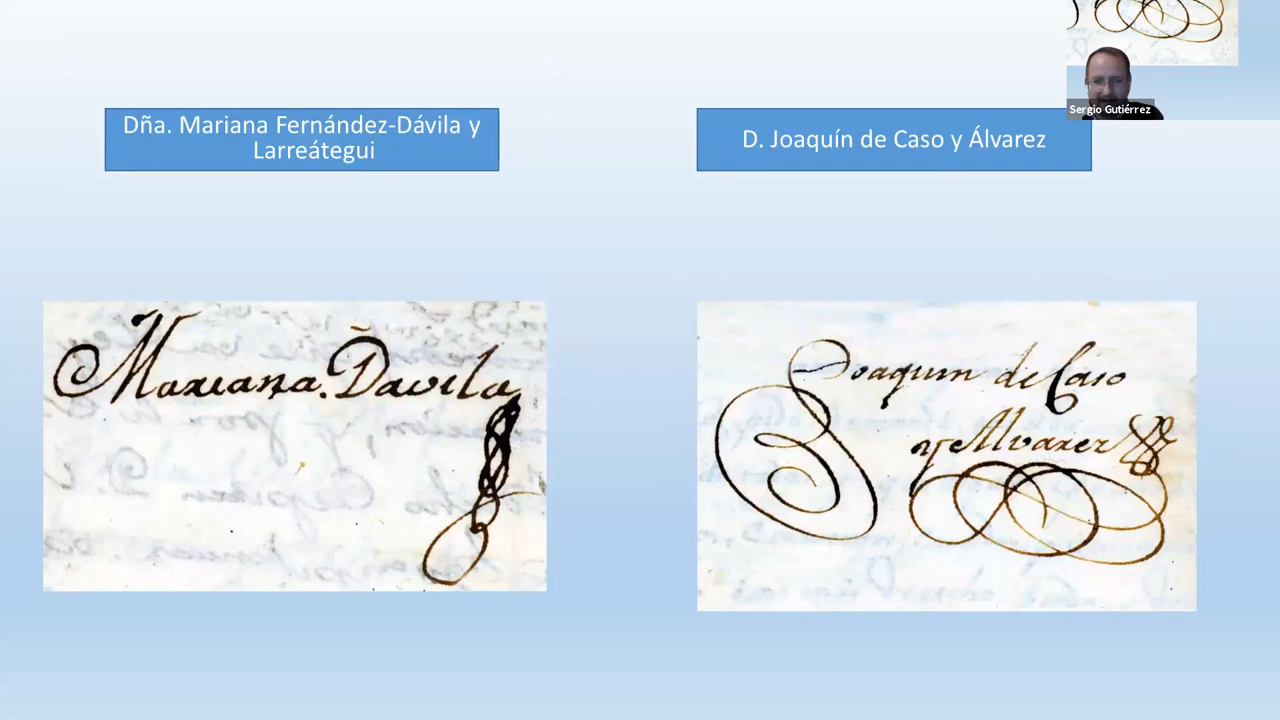 Sergio Gutiérrez
Dña. Mariana Fernández-Dávila y
Larreátegui
D. Joaquín de Caso y Álvarez
Mariana. Davila
Joaquin de Caso
y Alvarez